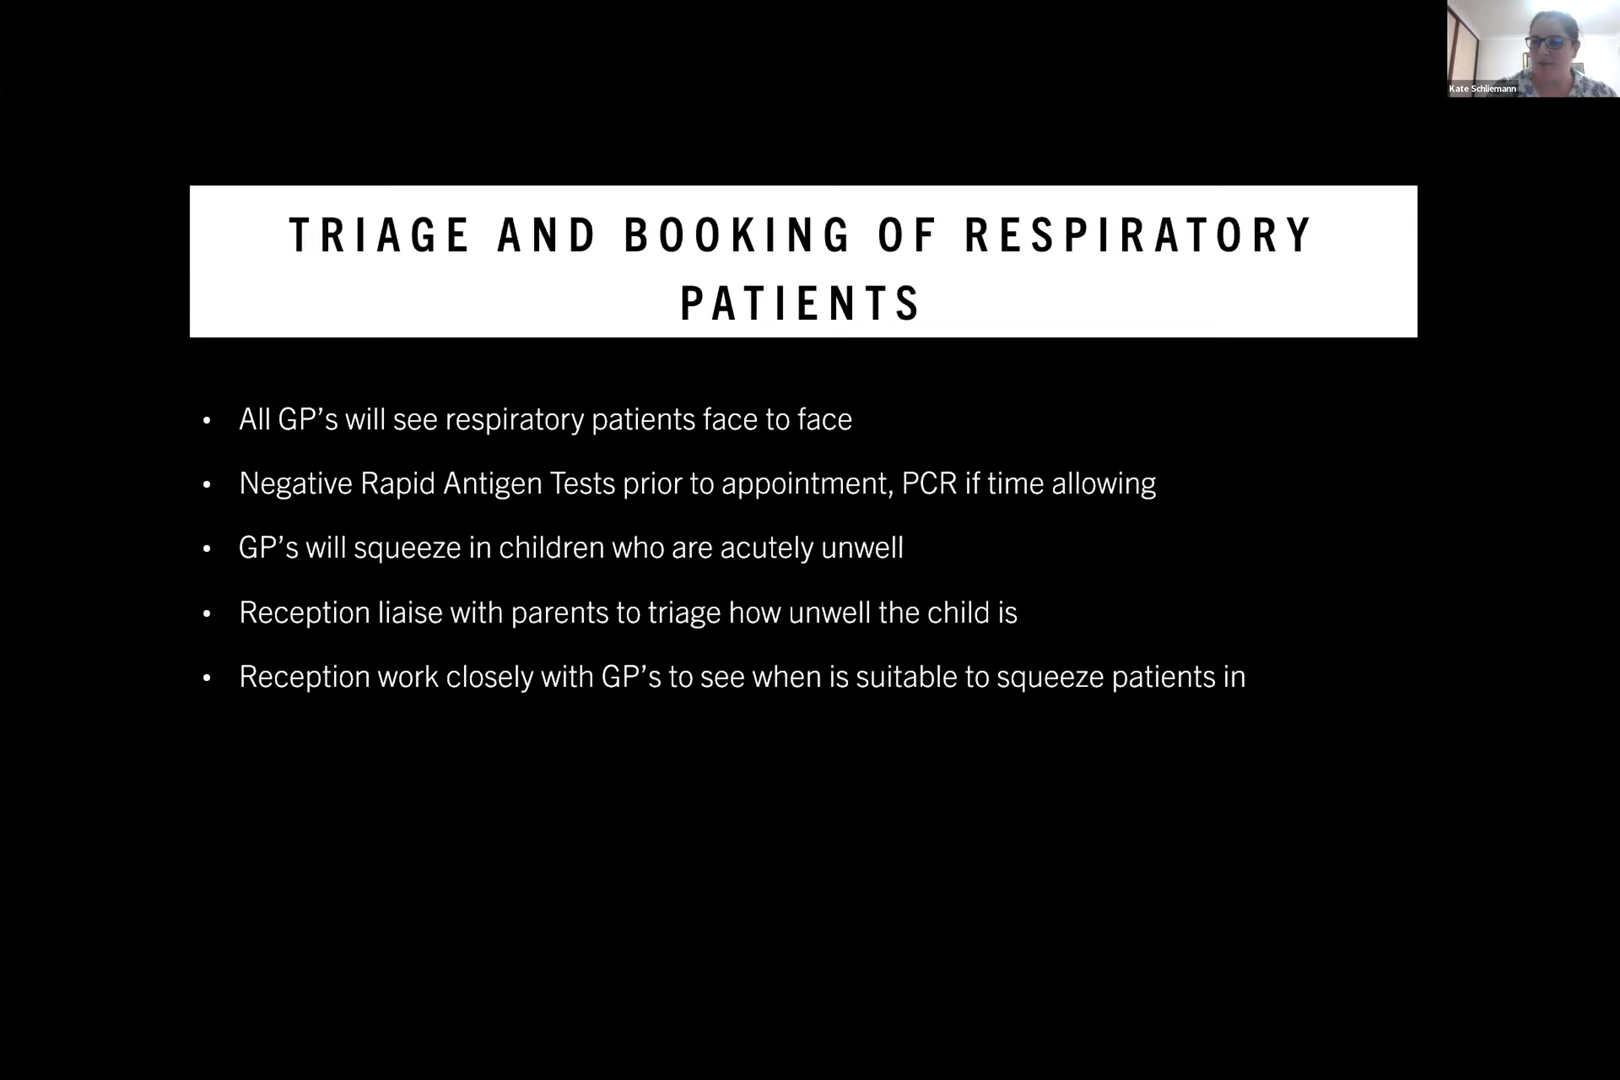 Kate Schliemann
TRIAGE AND BOOKING OF RESPIRATORY
PATIENTS
• All GP’s will see respiratory patients face to face
• Negative Rapid Antigen Tests prior to appointment, PCR if time allowing
• GP’s will squeeze in children who are acutely unwell
• Reception liaise with parents to triage how unwell the child is
• Reception work closely with GP’s to see when is suitable to squeeze patients in